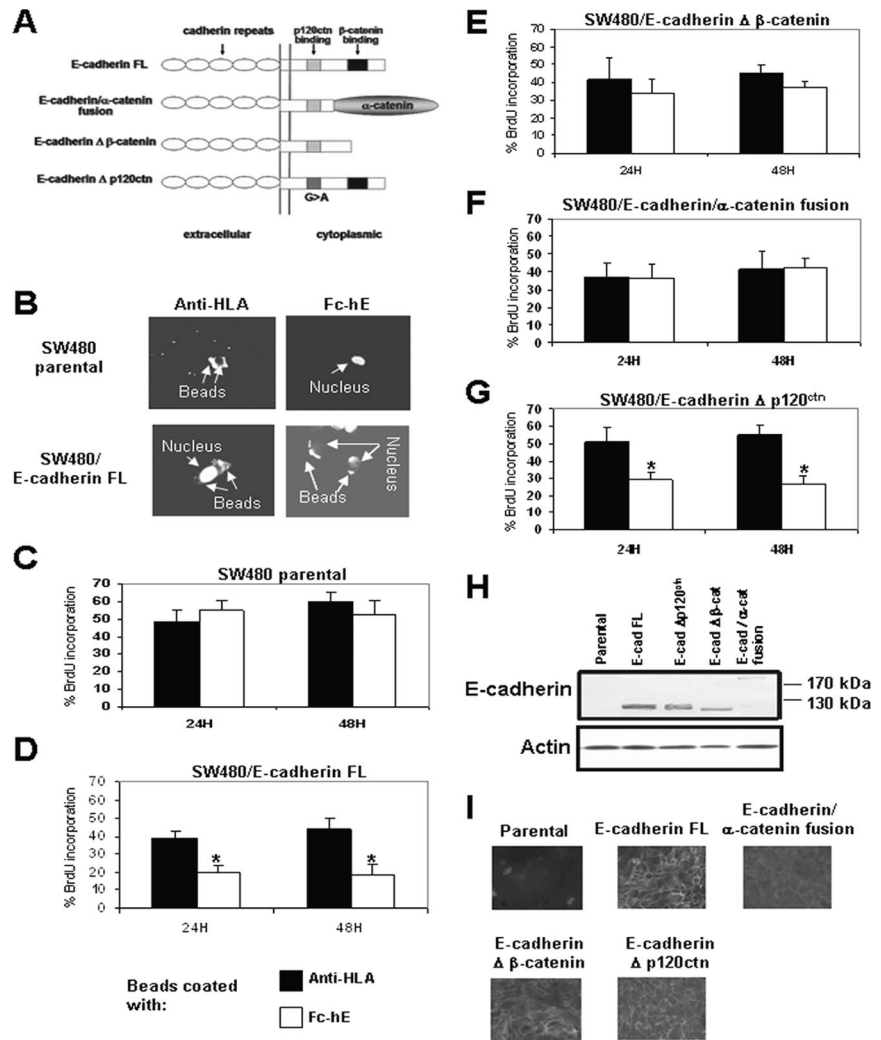 A
cadherin repeats
p120ctn
binding
β-catenin
binding
E-cadherin FL
E-cadherin/α-catenin
fusion
α-catenin
E-cadherin Δ β-catenin
E-cadherin Δ p120ctn
G>A
extracellular
cytoplasmic
B
Anti-HLA
Fc-hE
SW480
parental
Beads
Nucleus
SW480/
E-cadherin FL
Nucleus
Beads
Nucleus
Beads
C
SW480 parental
% BrdU incorporation
70
60
50
40
30
20
10
0
24H
48H
D
SW480/E-cadherin FL
% BrdU incorporation
70
60
50
40
30
20
10
0
*
*
24H
48H
Beads coated
with:
Anti-HLA
Fc-hE
E
SW480/E-cadherin Δ β-catenin
% BrdU incorporation
70
60
50
40
30
20
10
0
24H
48H
F
SW480/E-cadherin/α-catenin fusion
% BrdU incorporation
70
60
50
40
30
20
10
0
24H
48H
G
SW480/E-cadherin Δ p120ctn
% BrdU incorporation
70
60
50
40
30
20
10
0
*
*
24H
48H
H
Parental
E-cad FL
E-cad Δp120ctn
E-cad Δ β-cat
E-cad / α-cat
fusion
E-cadherin
170 kDa
130 kDa
Actin
I
Parental
E-cadherin FL
E-cadherin/
α-catenin fusion
E-cadherin
Δ β-catenin
E-cadherin
Δ p120ctn